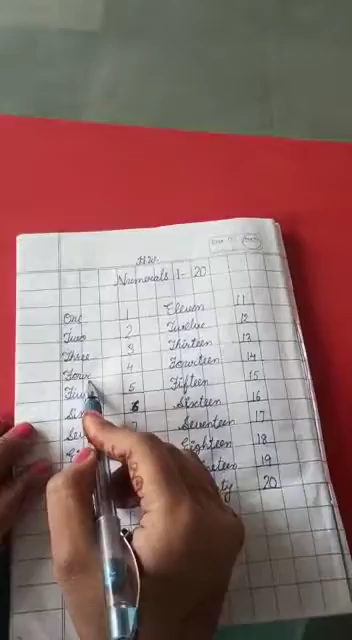 H.W.
Numerals 1- 20
One 1 Eleven 11
Two 2 Twelve 12
Three 3 Thirteen 13
Four 4 Fourteen 14
5 Fifteen 15
6 Sixteen 16
7 Seventeen 17
Eighteen 18
19
20